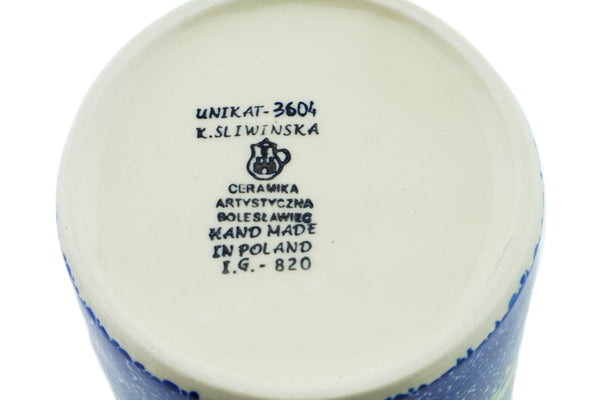 UNIKAT-3604
K.SLIWINSKA
CERAMIKA
ARTYSTYCZNA
BOLESŁAWIEC
HAND MADE
IN POLAND
I.G.- 820